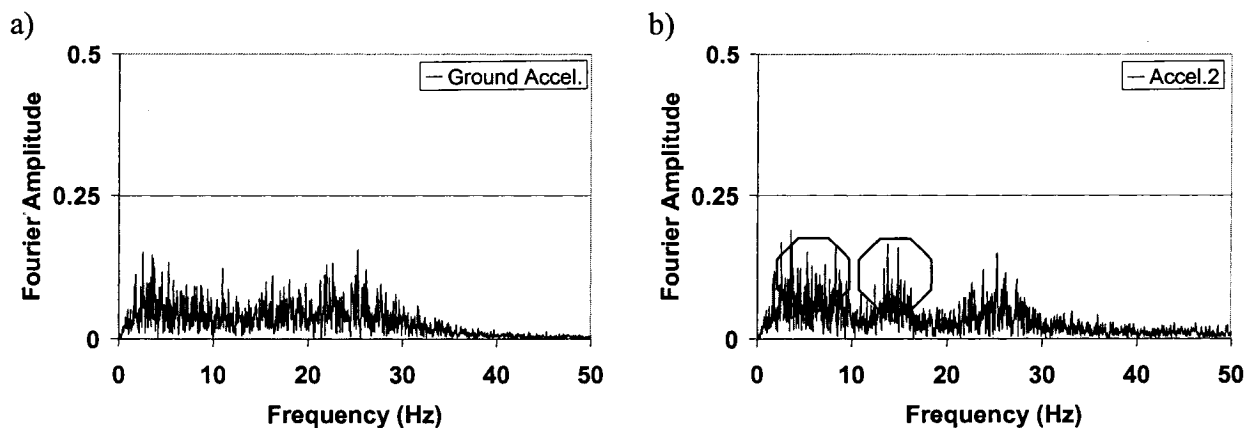 a)
0.5
0.25
0
Fourier Amplitude
Ground Accel.
0 10 20 30 40 50
Frequency (Hz)
b)
0.5
0.25
0
Fourier Amplitude
Accel.2
0 10 20 30 40 50
Frequency (Hz)